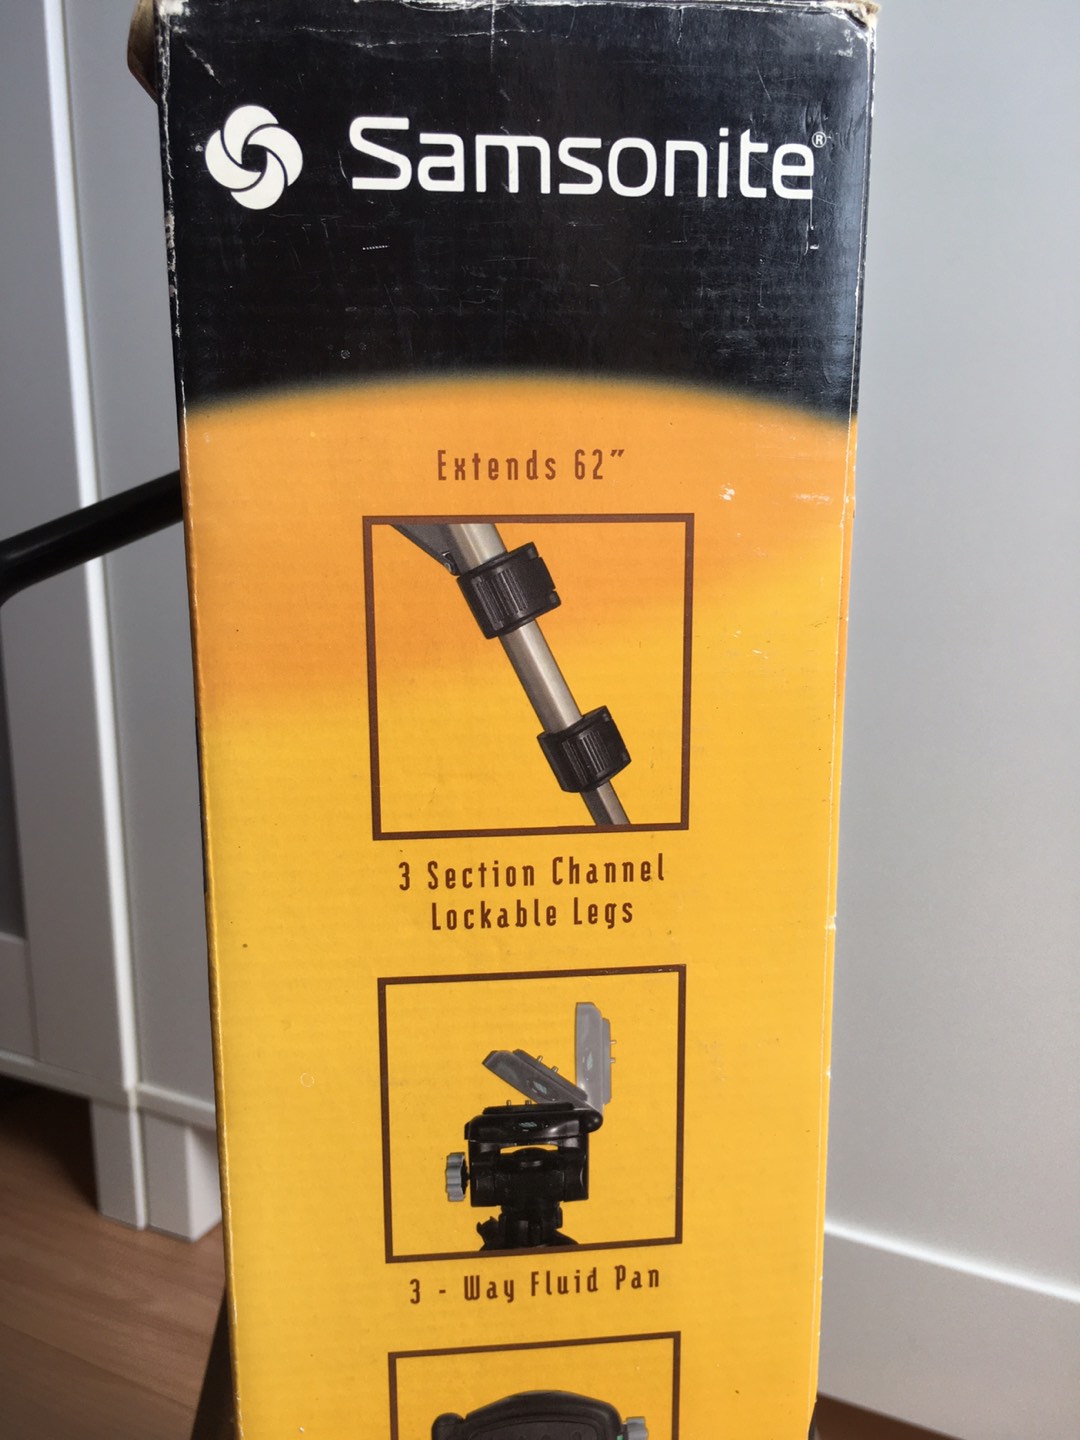 Samsonite®
Extends 62"
3 Section Channel
Lockable Legs
3 - Way Fluid Pan